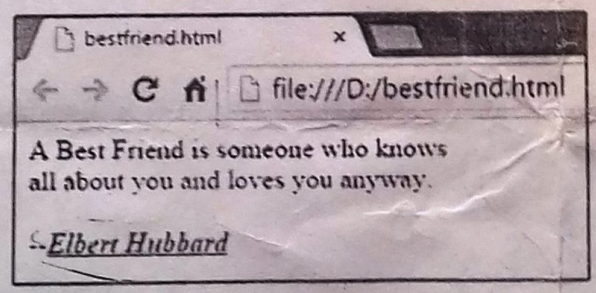 bestfriend.html
file:///D:/bestfriend.html
A Best Friend is someone who knows
all about you and loves you anyway.
-Elbert Hubbard